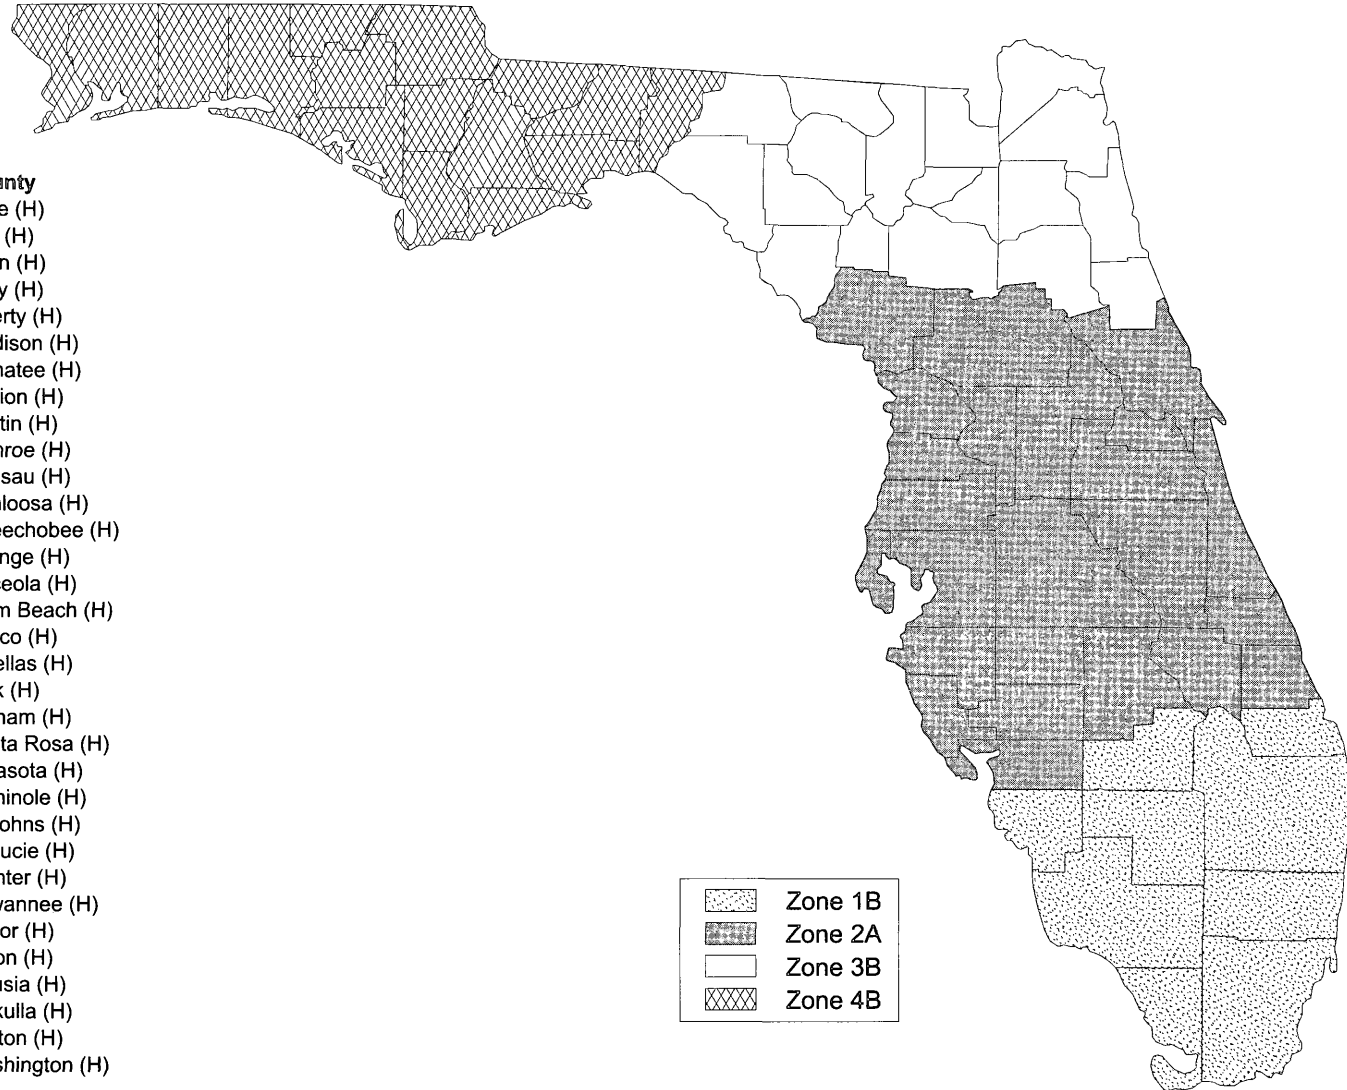 unty
e (H)
(H)
n (H)
y (H)
erty (H)
dison (H)
natee (H)
ion (H)
tin (H)
nroe (H)
sau (H)
loosa (H)
eechobee (H)
nge (H)
eola (H)
m Beach (H)
co (H)
ellas (H)
k (H)
nam (H)
ta Rosa (H)
asota (H)
ninole (H)
ohns (H)
ucie (H)
nter (H)
vannee (H)
or (H)
on (H)
usia (H)
kulla (H)
ton (H)
shington (H)
Zone 1B
Zone 2A
Zone 3B
Zone 4B